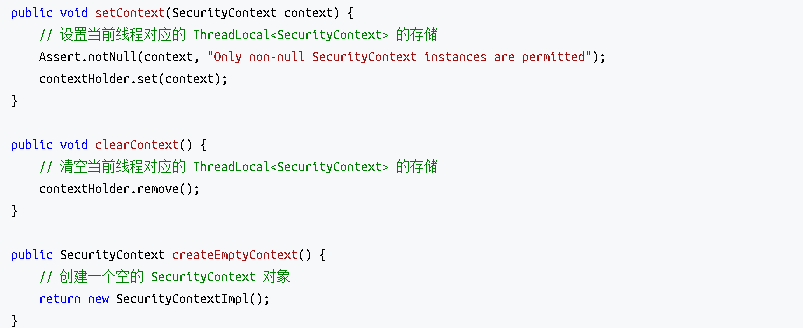 public void setContext(SecurityContext context) {
    // 设置当前线程对应的 ThreadLocal<SecurityContext> 的存储
    Assert.notNull(context, "Only non-null SecurityContext instances are permitted");
    contextHolder.set(context);
}

public void clearContext() {
    // 清空当前线程对应的 ThreadLocal<SecurityContext> 的存储
    contextHolder.remove();
}

public SecurityContext createEmptyContext() {
    // 创建一个空的 SecurityContext 对象
    return new SecurityContextImpl();
}